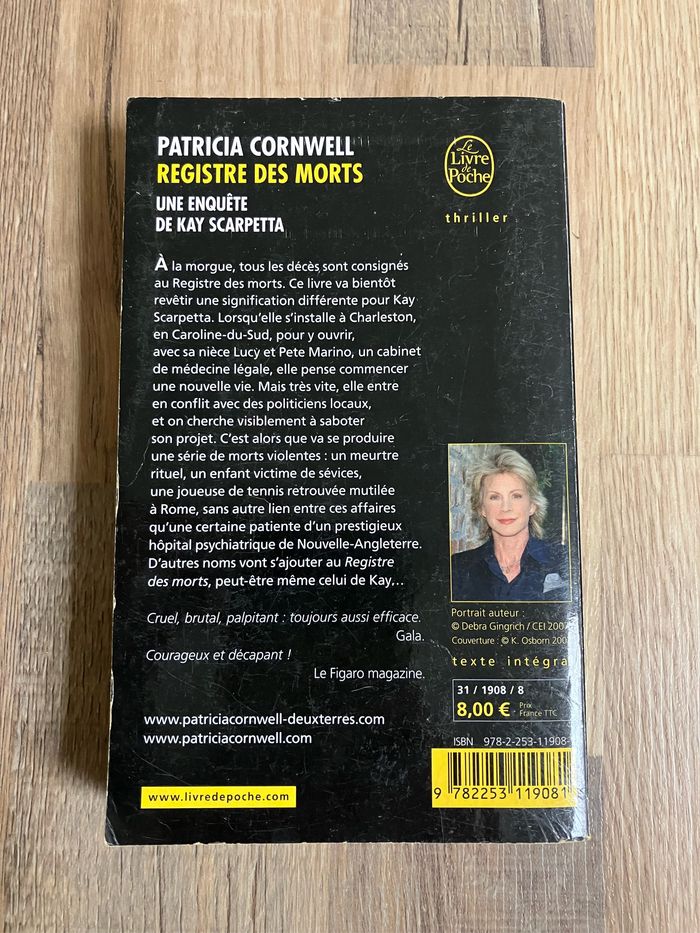 PATRICIA CORNWELL
REGISTRE DES MORTS
UNE ENQUÊTE
DE KAY SCARPETTA
Le
Livre
de
Poche
thriller
À la morgue, tous les décès sont consignés
au Registre des morts. Ce livre va bientôt
revêtir une signification différente pour Kay
Scarpetta. Lorsqu'elle s'installe à Charleston,
en Caroline-du-Sud, pour y ouvrir,
avec sa nièce Lucy et Pete Marino, un cabinet
de médecine légale, elle pense commencer
une nouvelle vie. Mais très vite, elle entre
en conflit avec des politiciens locaux,
et on cherche visiblement à saboter
son projet. C'est alors que va se produire
une série de morts violentes : un meurtre
rituel, un enfant victime de sévices,
une joueuse de tennis retrouvée mutilée
à Rome, sans autre lien entre ces affaires
qu'une certaine patiente d'un prestigieux
hôpital psychiatrique de Nouvelle-Angleterre.
D'autres noms vont s'ajouter au Registre
des morts, peut-être même celui de Kay...
Cruel, brutal, palpitant : toujours aussi efficace.
Gala.
Courageux et décapant !
Le Figaro magazine.
www.patriciacornwell-deuxterres.com
www.patriciacornwell.com
www.livredepoche.com
Portrait auteur :
© Debra Gingrich / CEI 200
Couverture : © K. Osborn 200
texte intégra
31 / 1908 / 8
8,00 € Prix
France TTC
ISBN 978-2-253-11908-
9 782253 119081